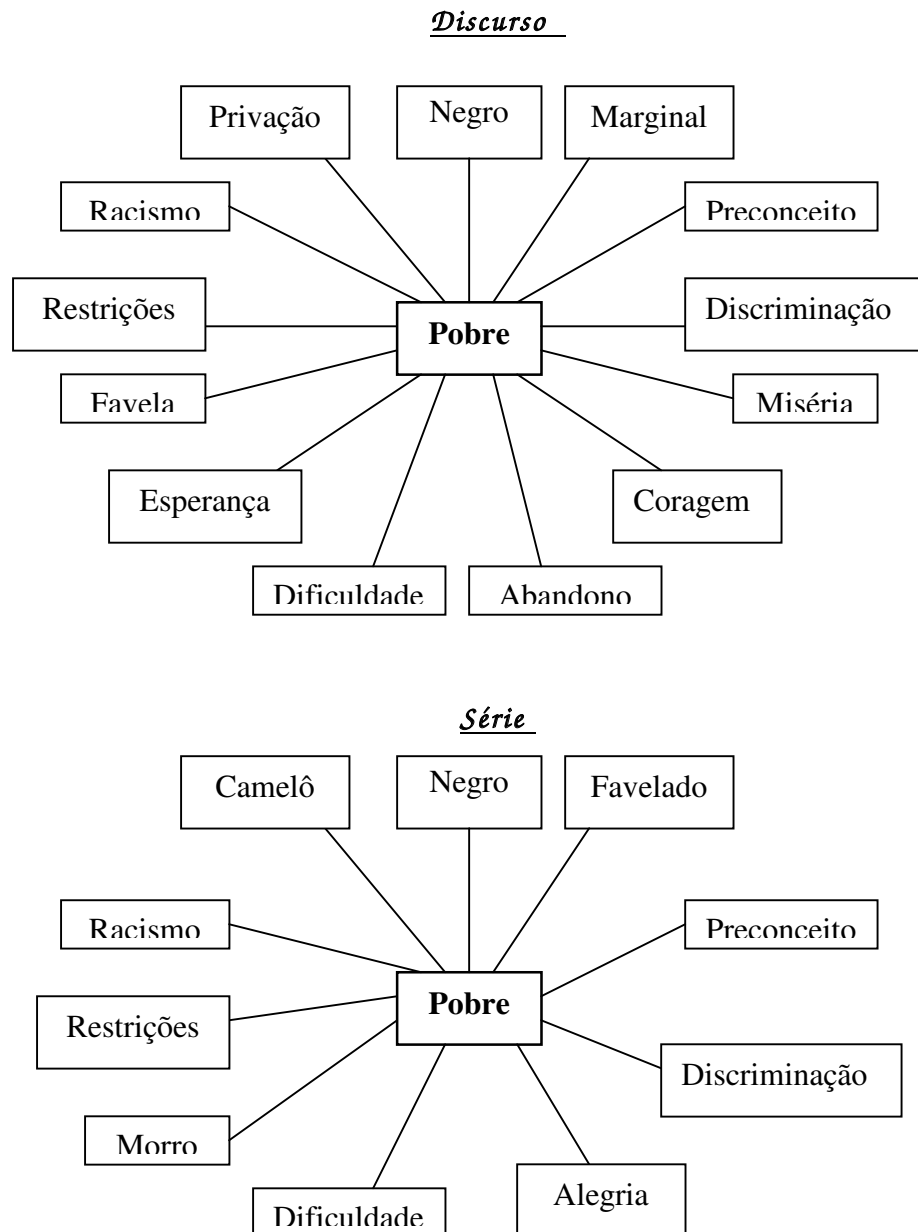 Discurso
Privação
Negro
Marginal
Racismo
Preconceito
Restrições
Discriminação
Pobre
Favela
Miséria
Esperança
Coragem
Dificuldade
Abandono
Série
Camelô
Negro
Favelado
Racismo
Preconceito
Pobre
Restrições
Discriminação
Morro
Alegria
Dificuldade